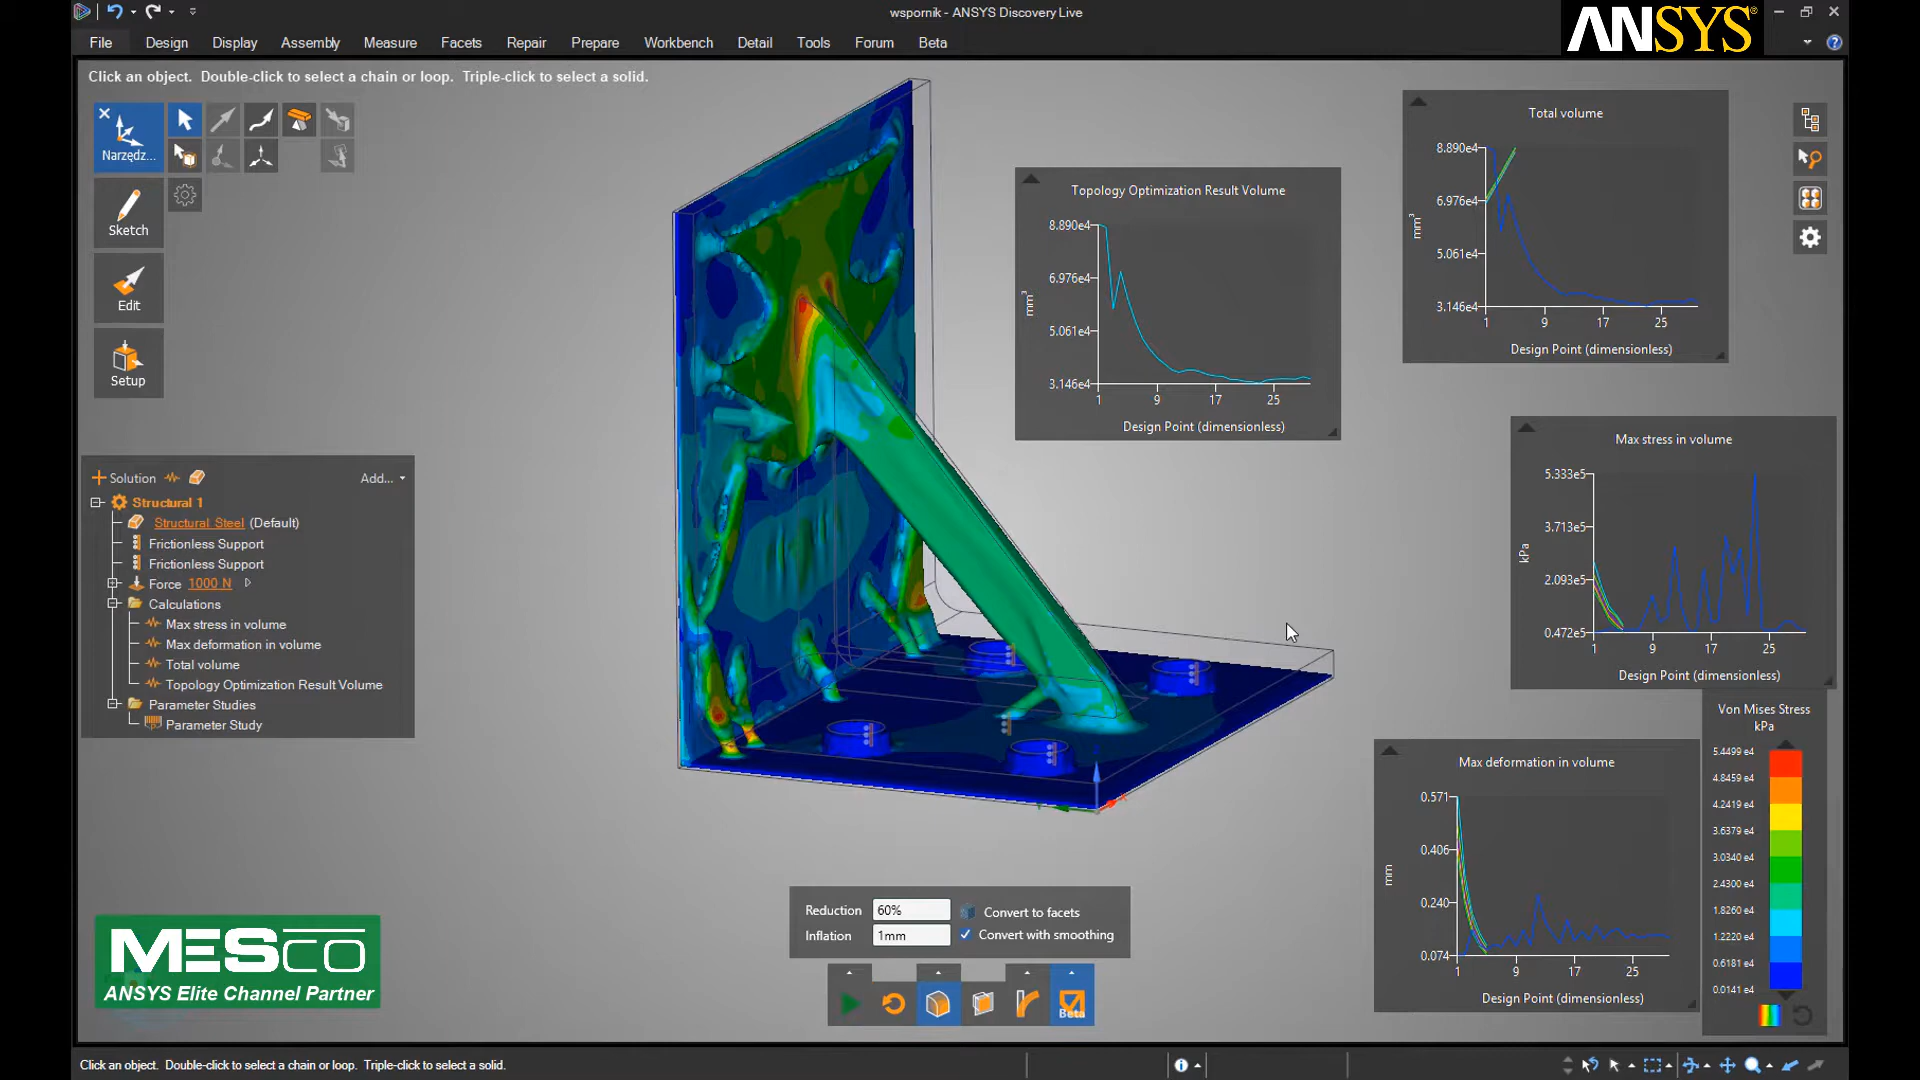 wspornik - ANSYS Discovery Live
ANSYS
File Design Display Assembly Measure Facets Repair Prepare Workbench Detail Tools Forum Beta
Click an object. Double-click to select a chain or loop. Triple-click to select a solid.
Narzędz...
Sketch
Edit
Setup
Solution Add...
Structural 1
Structural Steel (Default)
Frictionless Support
Frictionless Support
Force 1000 N
Calculations
Max stress in volume
Max deformation in volume
Total volume
Topology Optimization Result Volume
Parameter Studies
Parameter Study
Topology Optimization Result Volume
8.890e4
6.976e4
mm³
5.061e4
3.146e4
1 9 17 25
Design Point (dimensionless)
Total volume
8.890e4
6.976e4
mm³
5.061e4
3.146e4
1 9 17 25
Design Point (dimensionless)
Max stress in volume
5.333e5
3.713e5
kPa
2.093e5
0.472e5
1 9 17 25
Design Point (dimensionless)
Max deformation in volume
0.571
0.406
mm
0.240
0.074
1 9 17 25
Design Point (dimensionless)
Von Mises Stress
kPa
5.4499 e4
4.8459 e4
4.2419 e4
3.6379 e4
3.0340 e4
2.4300 e4
1.8260 e4
1.2220 e4
0.6181 e4
0.0141 e4
Reduction 60% Convert to facets
Inflation 1mm Convert with smoothing
Beta
MESco
ANSYS Elite Channel Partner
Click an object. Double-click to select a chain or loop. Triple-click to select a solid.